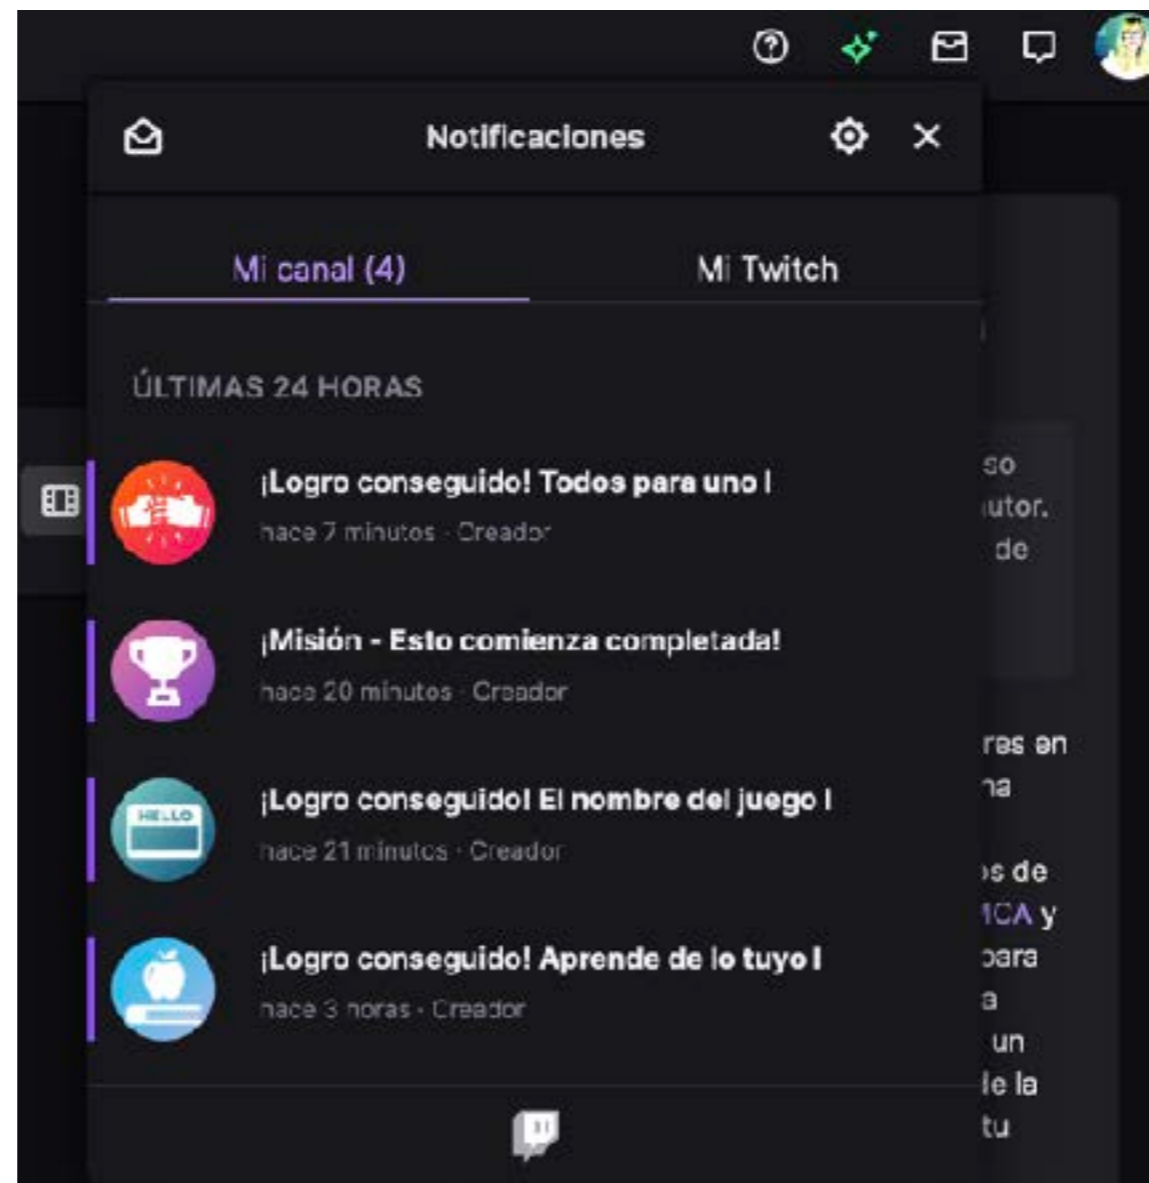 Notificaciones
Mi canal (4)
Mi Twitch
ÚLTIMAS 24 HORAS
¡Logro conseguido! Todos para uno I
hace 7 minutos · Creador
¡Misión - Esto comienza completada!
hace 20 minutos · Creador
HELLO
¡Logro conseguido! El nombre del juego I
hace 21 minutos · Creador
¡Logro conseguido! Aprende de lo tuyo I
hace 3 horas · Creador
so
utor.
de
res en
na
os de
MCA y
para
a
un
de la
tu